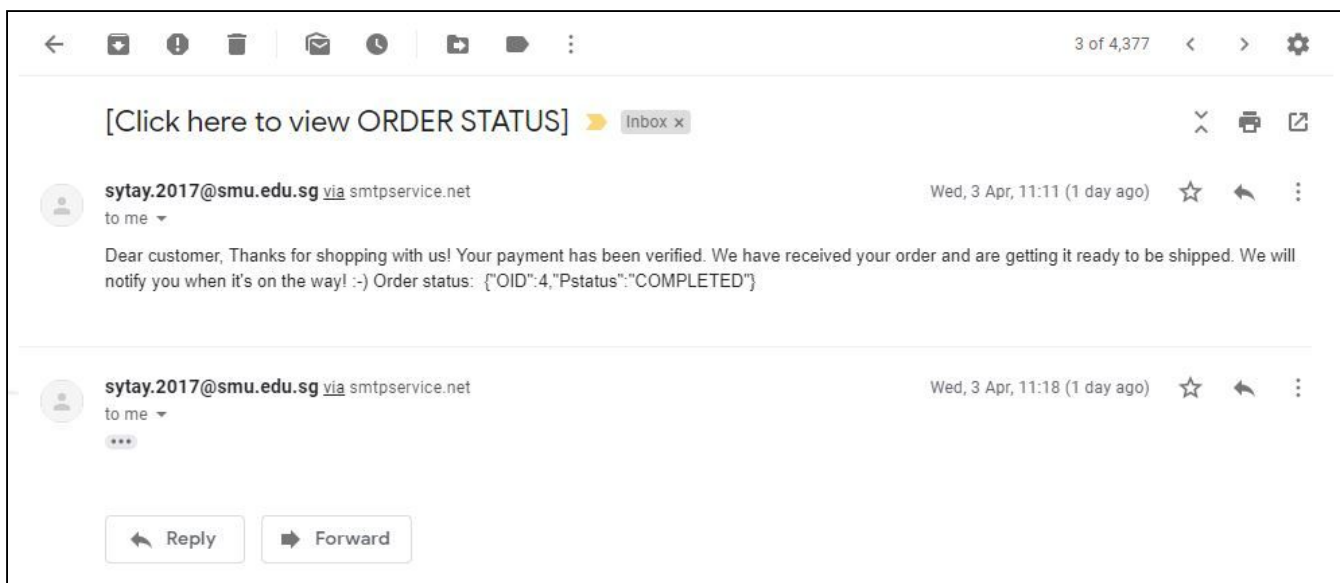 3 of 4,377
[Click here to view ORDER STATUS] Inbox x
sytay.2017@smu.edu.sg via smtpservice.net Wed, 3 Apr, 11:11 (1 day ago)
to me
Dear customer, Thanks for shopping with us! Your payment has been verified. We have received your order and are getting it ready to be shipped. We will
notify you when it's on the way! :-) Order status: {"OID":4,"Pstatus":"COMPLETED"}
sytay.2017@smu.edu.sg via smtpservice.net Wed, 3 Apr, 11:18 (1 day ago)
to me
Reply Forward